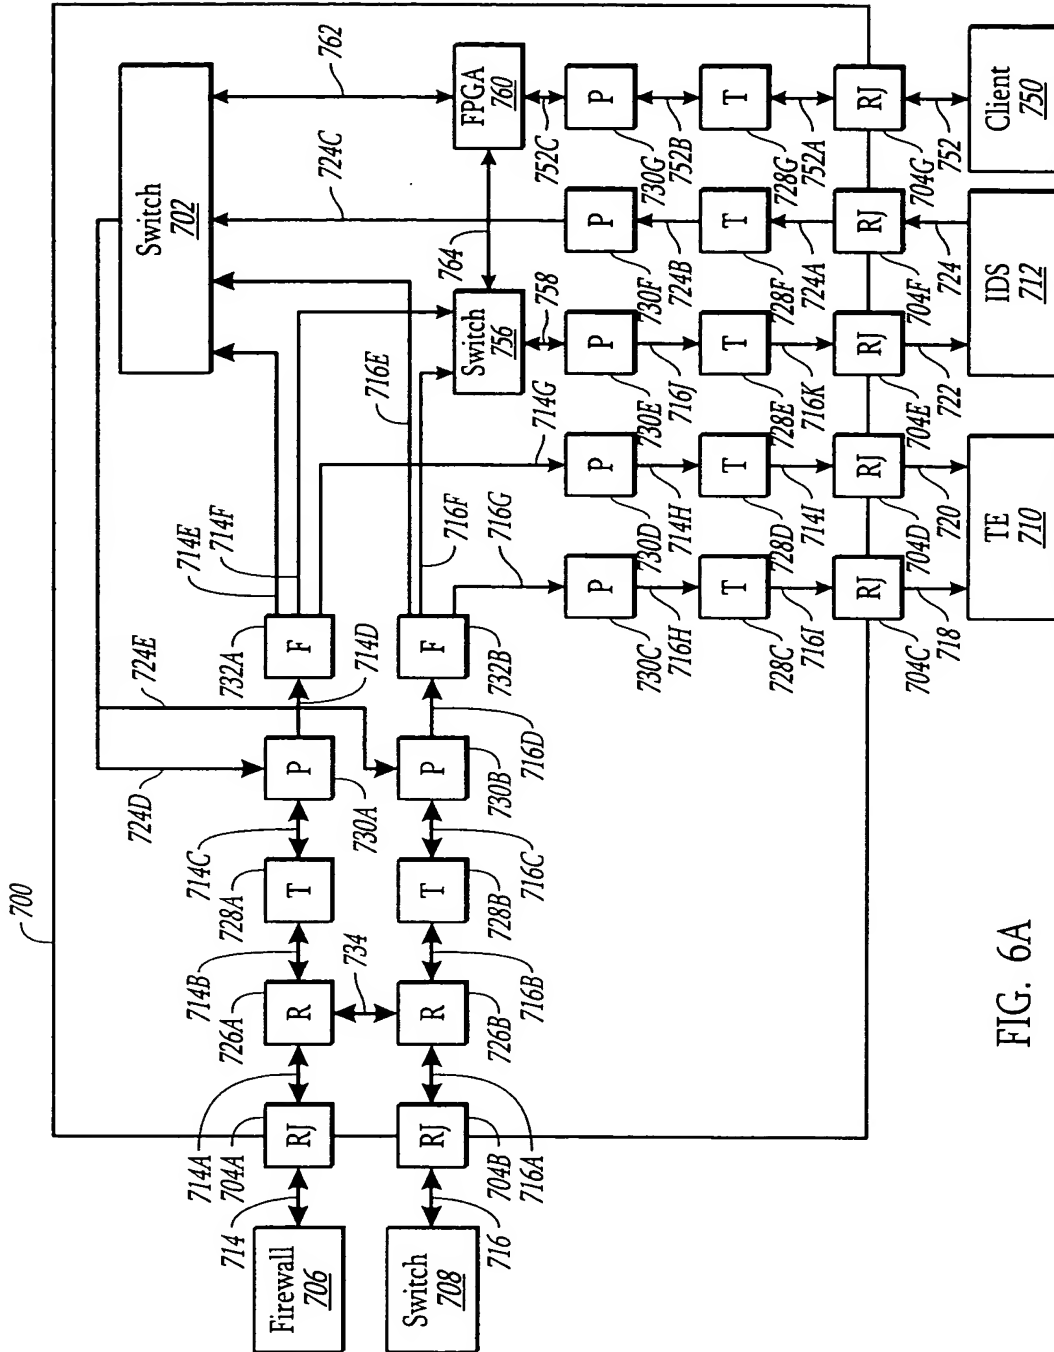 700
Firewall
706
714
704A
714A
RJ
726A
714B
R
728A
714C
T
730A
P
724D
724E
714D
732A
F
714E
714F
Switch
702
Switch
708
716
704B
716A
RJ
734
726B
716B
R
728B
716C
T
730B
P
716D
732B
F
716E
716F
716G
714G
Switch
756
758
764
724C
762
FPGA
760
752C
P
P
P
P
P
730C
716H
730D
714H
730E
716J
730F
724B
730G
752B
T
T
T
T
T
728C
716I
728D
714I
728E
716K
728F
724A
728G
752A
RJ
RJ
RJ
RJ
RJ
704C
718
704D
720
704E
722
704F
724
704G
752
TE
710
IDS
712
Client
750
FIG. 6A